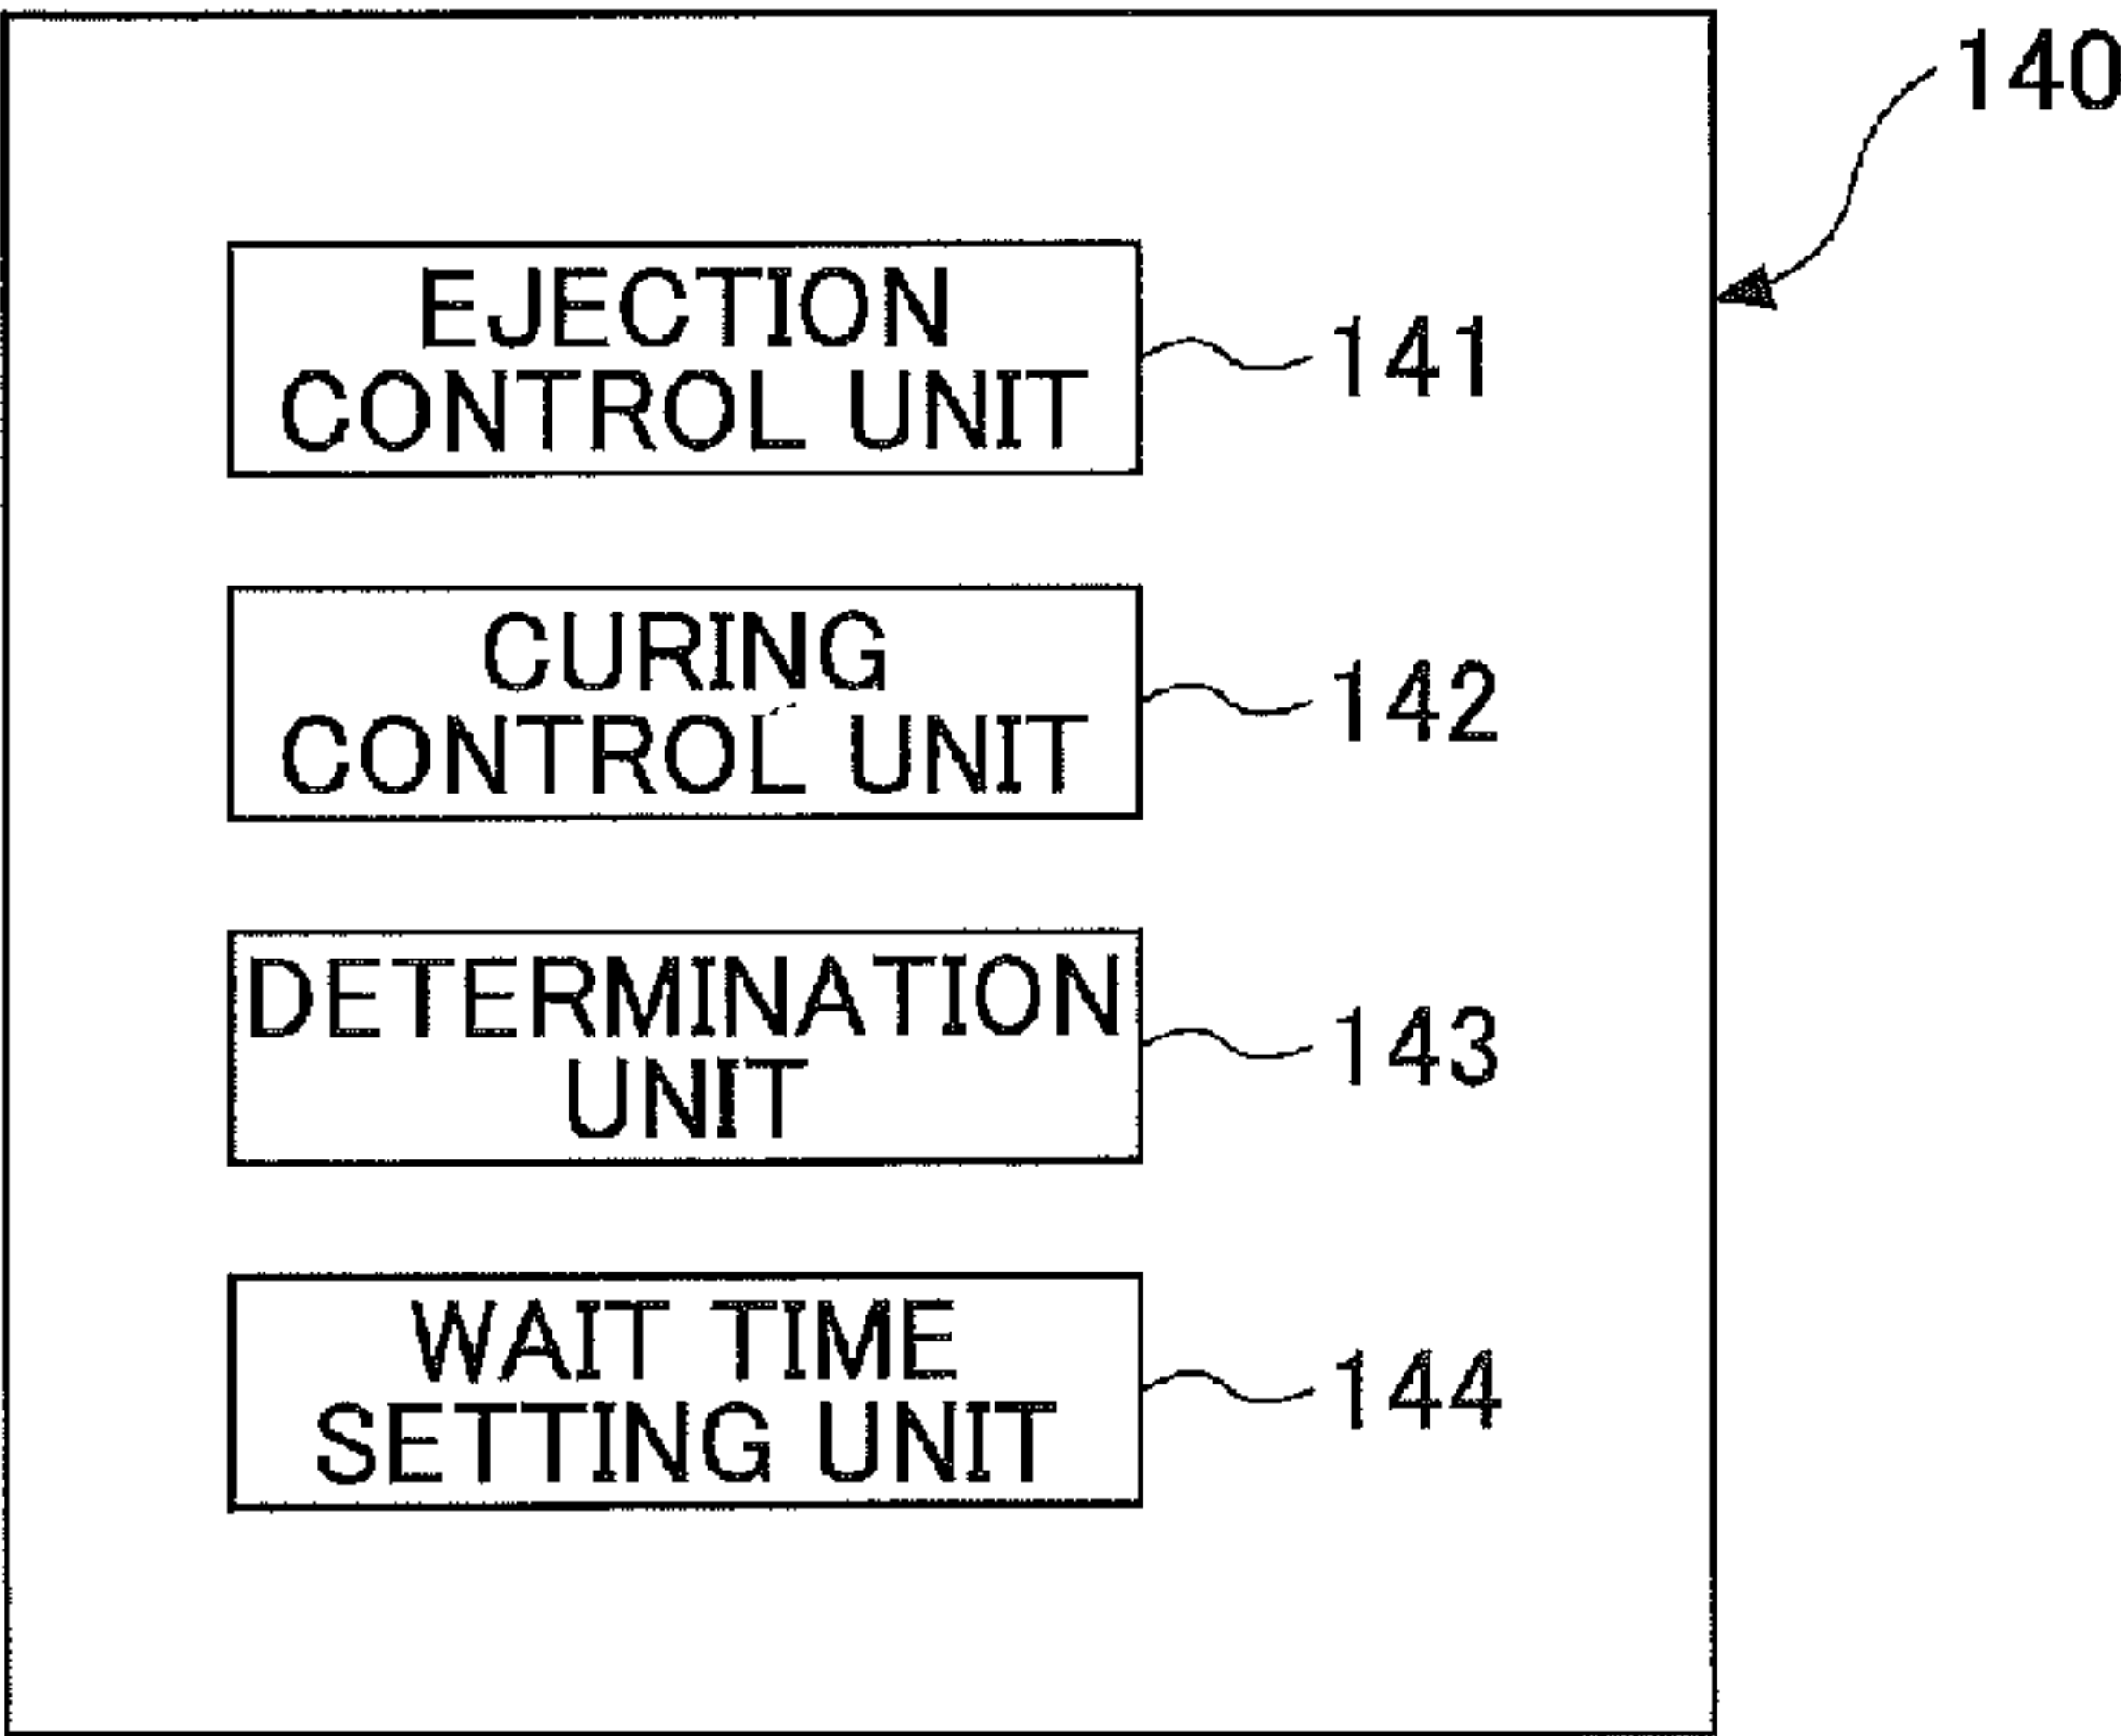 140
EJECTION
CONTROL UNIT
141
CURING
CONTROL UNIT
142
DETERMINATION
UNIT
143
WAIT TIME
SETTING UNIT
144